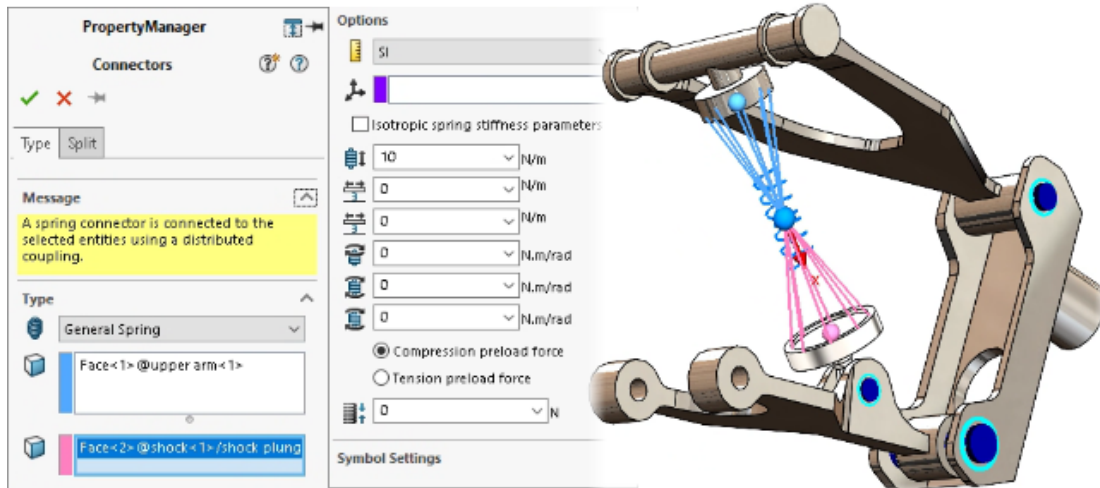 PropertyManager
Connectors
Type
Split
Message
A spring connector is connected to the
selected entities using a distributed
coupling.
Type
General Spring
Face<1>@upper arm<1>
Face<2>@shock<1>/shock plung
Options
SI
Isotropic spring stiffness parameters
10 N/m
0 N/m
0 N/m
0 N.m/rad
0 N.m/rad
0 N.m/rad
Compression preload force
Tension preload force
0 N
Symbol Settings
x